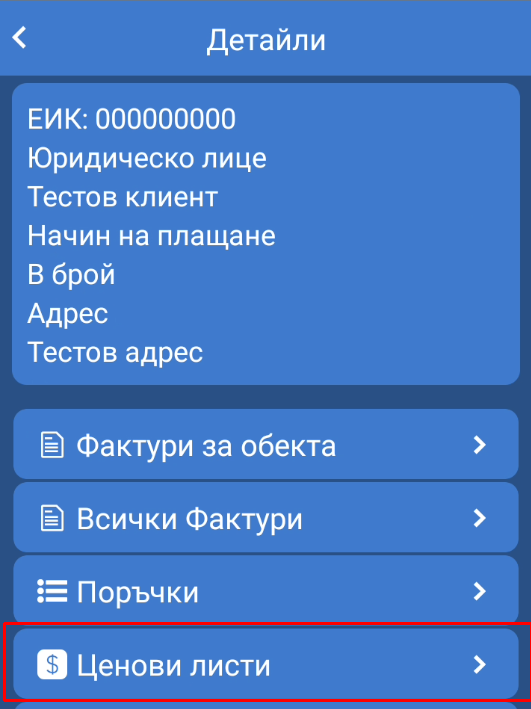 Детайли
ЕИК: 000000000
Юридическо лице
Тестов клиент
Начин на плащане
В брой
Адрес
Тестов адрес
Фактури за обекта
Всички Фактури
Поръчки
$ Ценови листи